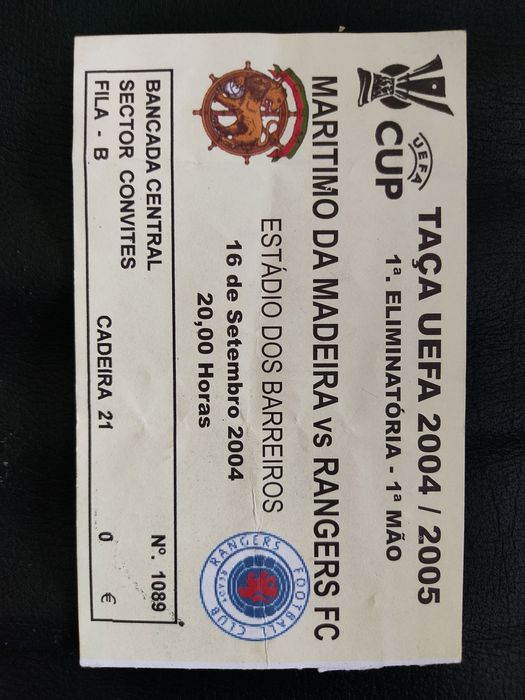 TAÇA UEFA 2004 / 2005
UEFA
CUP
1ª. ELIMINATÓRIA - 1ª MÃO
MARITIMO DA MADEIRA vs RANGERS FC
ESTÁDIO DOS BARREIROS
16 de Setembro 2004
20,00 Horas
RANGERS FOOTBALL CLUB
READY
BANCADA CENTRAL
Nº. 1089
SECTOR CONVITES
FILA - B
CADEIRA 21
0 €